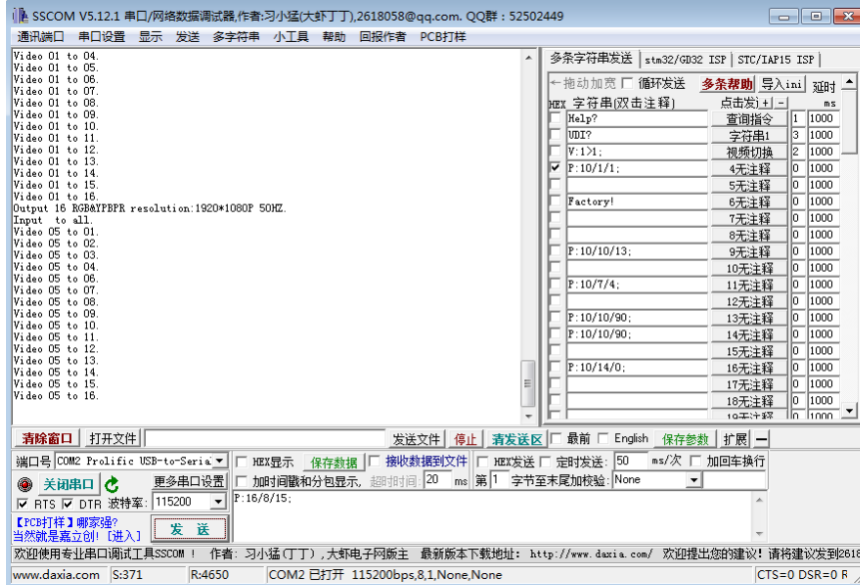 SSCOM V5.12.1 串口/网络数据调试器,作者:习小猛(大虾丁丁),2618058@qq.com. QQ群：52502449
通讯端口 串口设置 显示 发送 多字符串 小工具 帮助 回报作者 PCB打样
Video 01 to 04.
Video 01 to 05.
Video 01 to 06.
Video 01 to 07.
Video 01 to 08.
Video 01 to 09.
Video 01 to 10.
Video 01 to 11.
Video 01 to 12.
Video 01 to 13.
Video 01 to 14.
Video 01 to 15.
Video 01 to 16.
Output 16 RGB&YPBPR resolution:1920*1080P 50HZ.
Input  to all.
Video 05 to 01.
Video 05 to 02.
Video 05 to 03.
Video 05 to 04.
Video 05 to 06.
Video 05 to 07.
Video 05 to 08.
Video 05 to 09.
Video 05 to 10.
Video 05 to 11.
Video 05 to 12.
Video 05 to 13.
Video 05 to 14.
Video 05 to 15.
Video 05 to 16.
多条字符串发送 stm32/GD32 ISP STC/IAP15 ISP
←拖动加宽 循环发送 多条帮助 导入ini 延时
HEX 字符串(双击注释) 点击发 + - ms
Help? 查询指令 1 1000
UDI? 字符串1 3 1000
V:1>1; 视频切换 2 1000
P:10/1/1; 4无注释 0 1000
5无注释 0 1000
Factory! 6无注释 0 1000
7无注释 0 1000
8无注释 0 1000
P:10/10/13; 9无注释 0 1000
10无注释 0 1000
P:10/7/4; 11无注释 0 1000
12无注释 0 1000
P:10/10/90; 13无注释 0 1000
P:10/10/90; 14无注释 0 1000
15无注释 0 1000
P:10/14/0; 16无注释 0 1000
17无注释 0 1000
18无注释 0 1000
19无注释 0 1000
清除窗口 打开文件 发送文件 停止 清发送区 最前 English 保存参数 扩展 —
端口号 COM2 Prolific USB-to-Seria HEX显示 保存数据 接收数据到文件 HEX发送 定时发送: 50 ms/次 加回车换行
关闭串口 更多串口设置 加时间戳和分包显示, 超时时间: 20 ms 第 1 字节至末尾加校验: None
RTS DTR 波特率: 115200 P:16/8/15;
【PCB打样】哪家强?
当然就是嘉立创! [进入] 发 送
欢迎使用专业串口调试工具SSCOM ! 作者: 习小猛(丁丁) ,大虾电子网版主 最新版本下载地址: http://www.daxia.com/ 欢迎提出您的建议! 请将建议发到2618
www.daxia.com S:371 R:4650 COM2 已打开 115200bps,8,1,None,None CTS=0 DSR=0 R